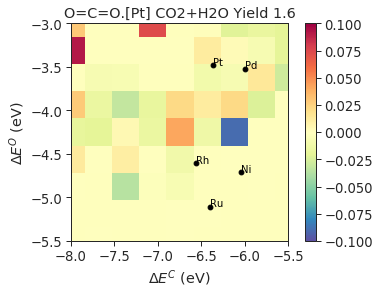 O=C=O.[Pt] CO2+H2O Yield 1.6
−3.0
−3.5
−4.0
−4.5
−5.0
−5.5
ΔE^O (eV)
Pt
Pd
Rh
Ni
Ru
−8.0 −7.5 −7.0 −6.5 −6.0 −5.5
ΔE^C (eV)
0.100
0.075
0.050
0.025
0.000
−0.025
−0.050
−0.075
−0.100